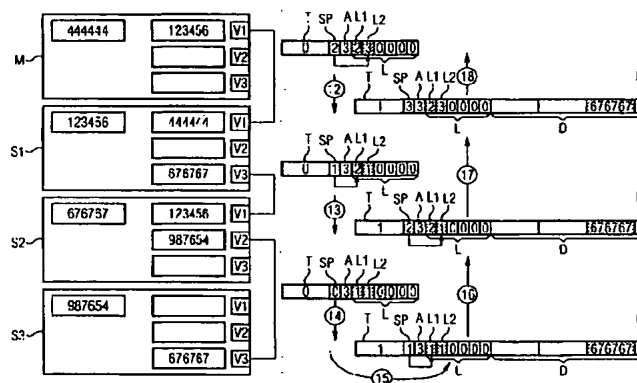 M
444444 123456 V1
V2
V3
S1
123456 444444 V1
V2
676767 V3
S2
676767 123456 V1
987654 V2
V3
S3
987654 V1
V2
676767 V3
T SP A L1 L2
0 2 3 2 3 0 0 0 0
L
12
18
T SP A L1 L2
1 3 3 2 3 0 0 0 0 676767
L D
T SP A L1 L2
0 1 3 2 1 0 0 0 0
L
13
17
T SP A L1 L2
1 2 3 2 1 0 0 0 0 676767
L D
T SP A L1 L2
0 0 3 1 1 0 0 0 0
L
14
16
T SP A L1 L2
1 1 3 1 1 0 0 0 0 676767
L D
15